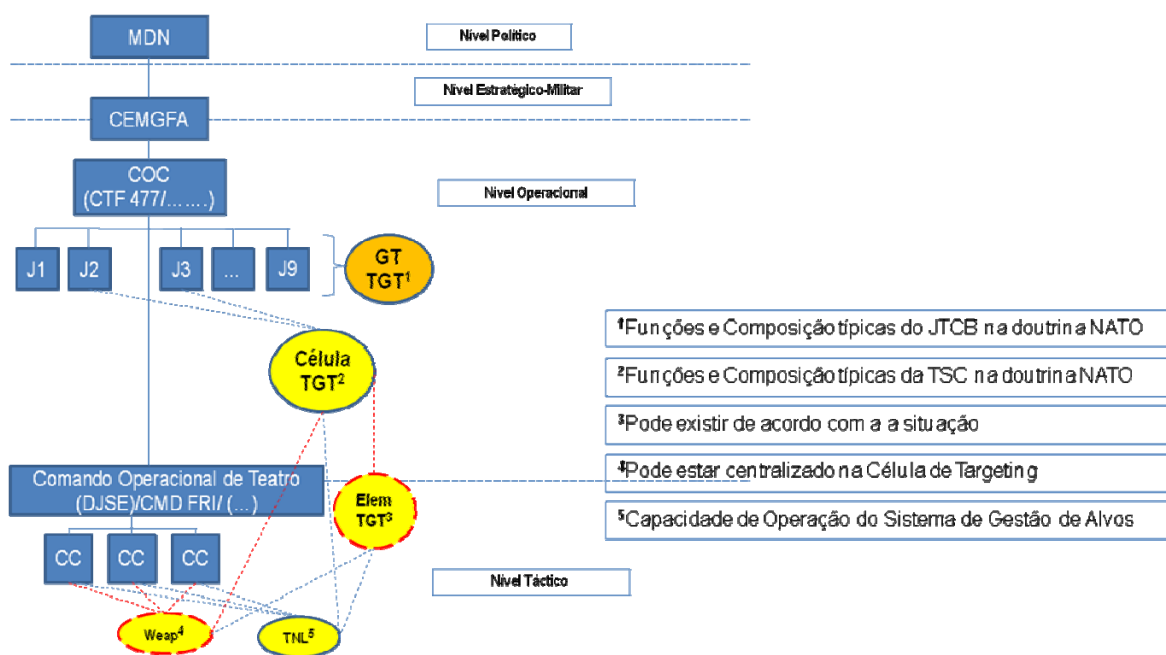 MDN
Nível Político
Nível Estratégico-Militar
CEMGFA
COC
(CTF 477/…….)
Nível Operacional
J1
J2
J3
...
J9
GT
TGT¹
Célula
TGT²
¹Funções e Composição típicas do JTCB na doutrina NATO
²Funções e Composição típicas da TSC na doutrina NATO
³Pode existir de acordo com a a situação
⁴Pode estar centralizado na Célula de Targeting
⁵Capacidade de Operação do Sistema de Gestão de Alvos
Comando Operacional de Teatro
(DJSE)/CMD FRI/ (…)
Elem
TGT³
CC
CC
CC
Nível Táctico
Weap⁴
TNL⁵